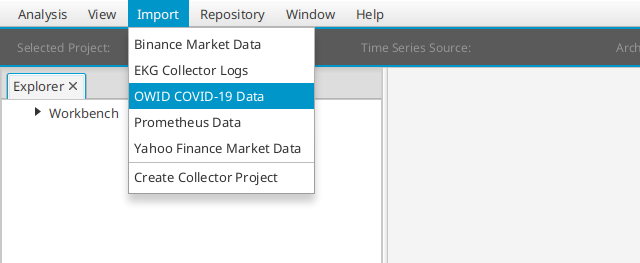 Analysis View Import Repository Window Help
Selected Project: Time Series Source: Arch
Binance Market Data
EKG Collector Logs
OWID COVID-19 Data
Prometheus Data
Yahoo Finance Market Data
Create Collector Project
Explorer
Workbench